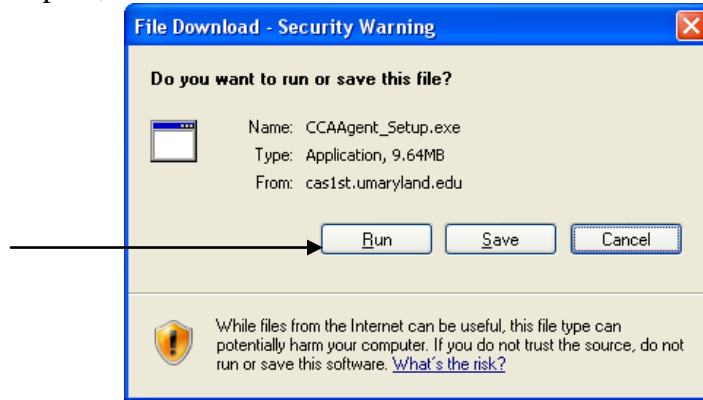 File Download - Security Warning
Do you want to run or save this file?
Name: CCAAgent_Setup.exe
Type: Application, 9.64MB
From: cas1st.umaryland.edu
Run Save Cancel
While files from the Internet can be useful, this file type can
potentially harm your computer. If you do not trust the source, do not
run or save this software. What's the risk?